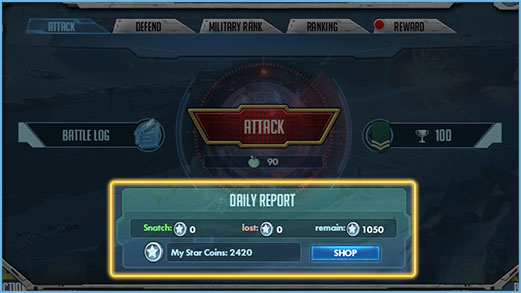 ATTACK DEFEND MILITARY RANK RANKING REWARD
BATTLE LOG ATTACK 100
90
DAILY REPORT
Snatch: 0 lost: 0 remain: 1050
My Star Coins: 2420 SHOP